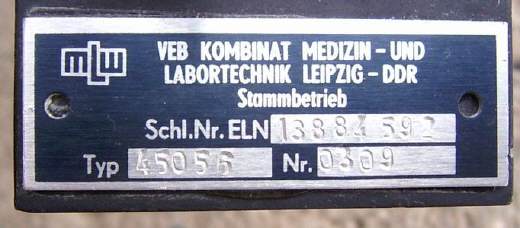 mlw
VEB KOMBINAT MEDIZIN-UND
LABORTECHNIK LEIPZIG-DDR
Stammbetrieb
Schl.Nr. ELN 13884592
Typ 45056 Nr. 0309